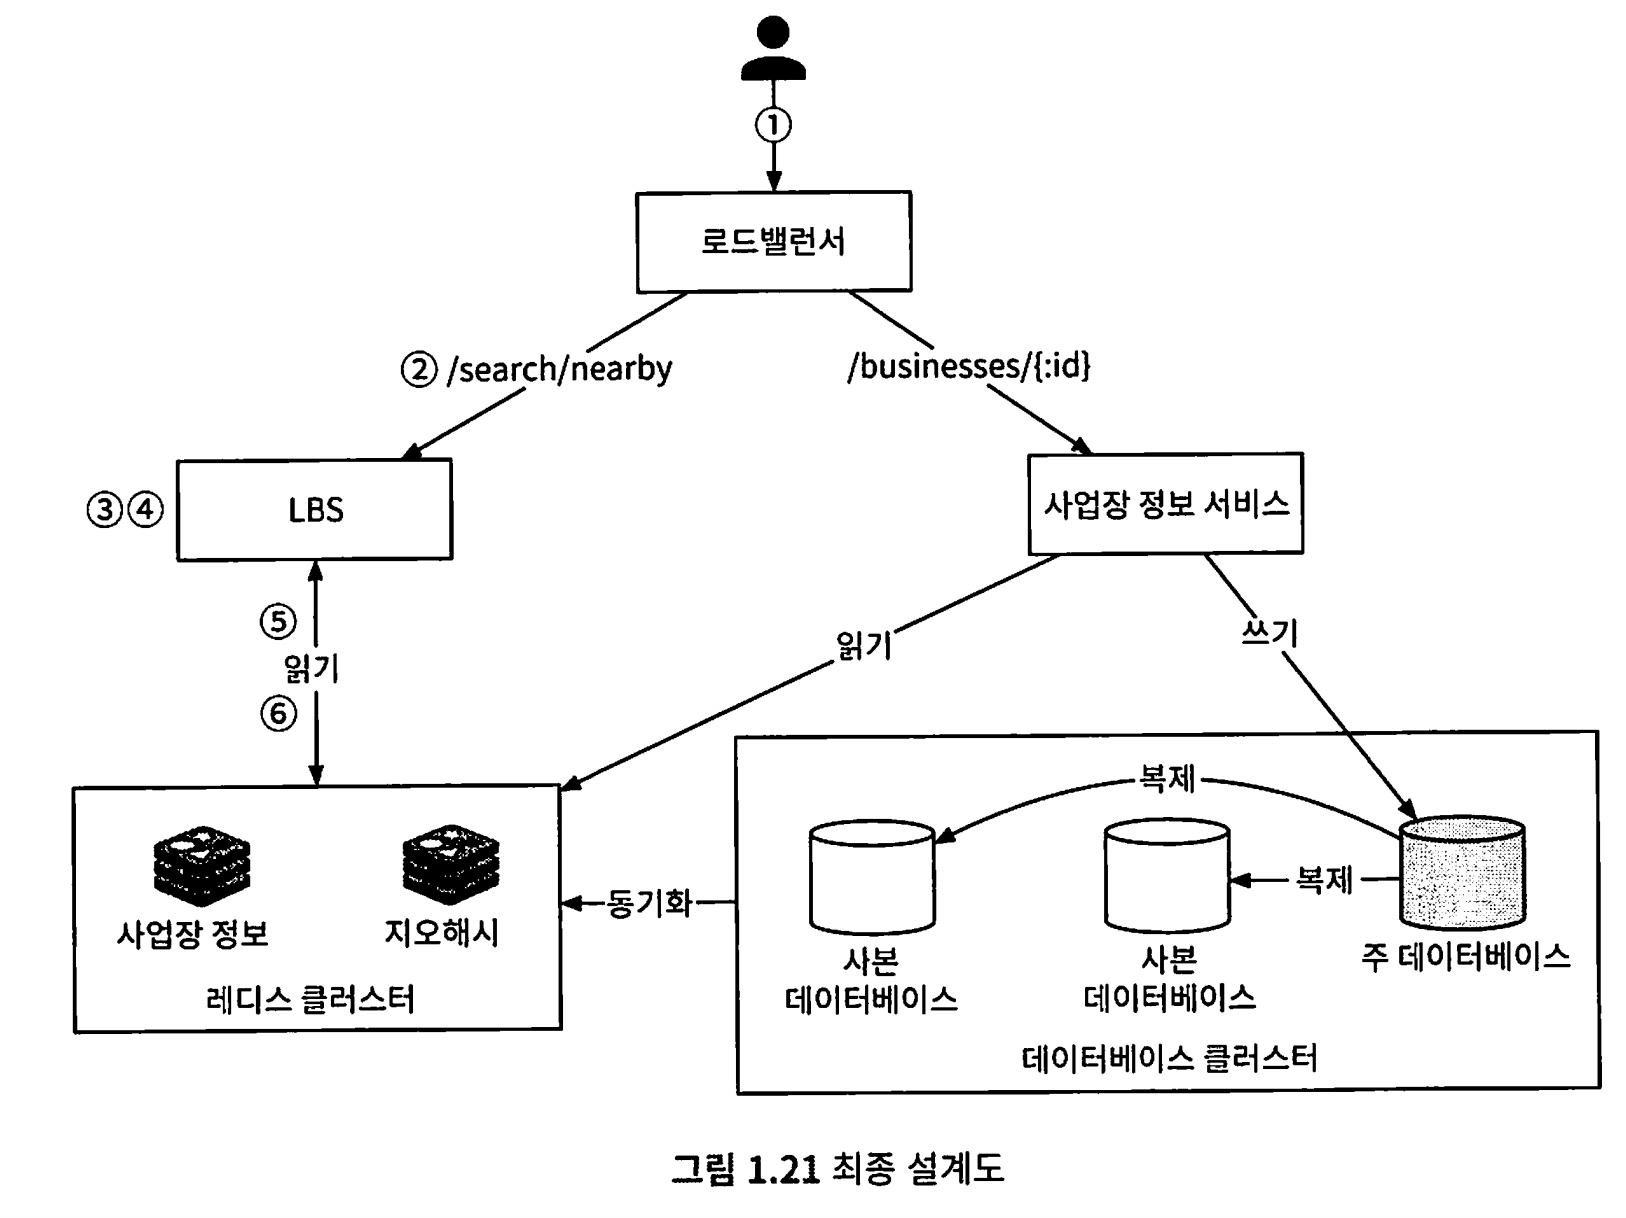 ①
로드밸런서
② /search/nearby
/businesses/{:id}
③④
LBS
사업장 정보 서비스
⑤
읽기
⑥
읽기
쓰기
복제
복제
동기화
사업장 정보
지오해시
레디스 클러스터
사본
데이터베이스
사본
데이터베이스
주 데이터베이스
데이터베이스 클러스터
그림 1.21 최종 설계도